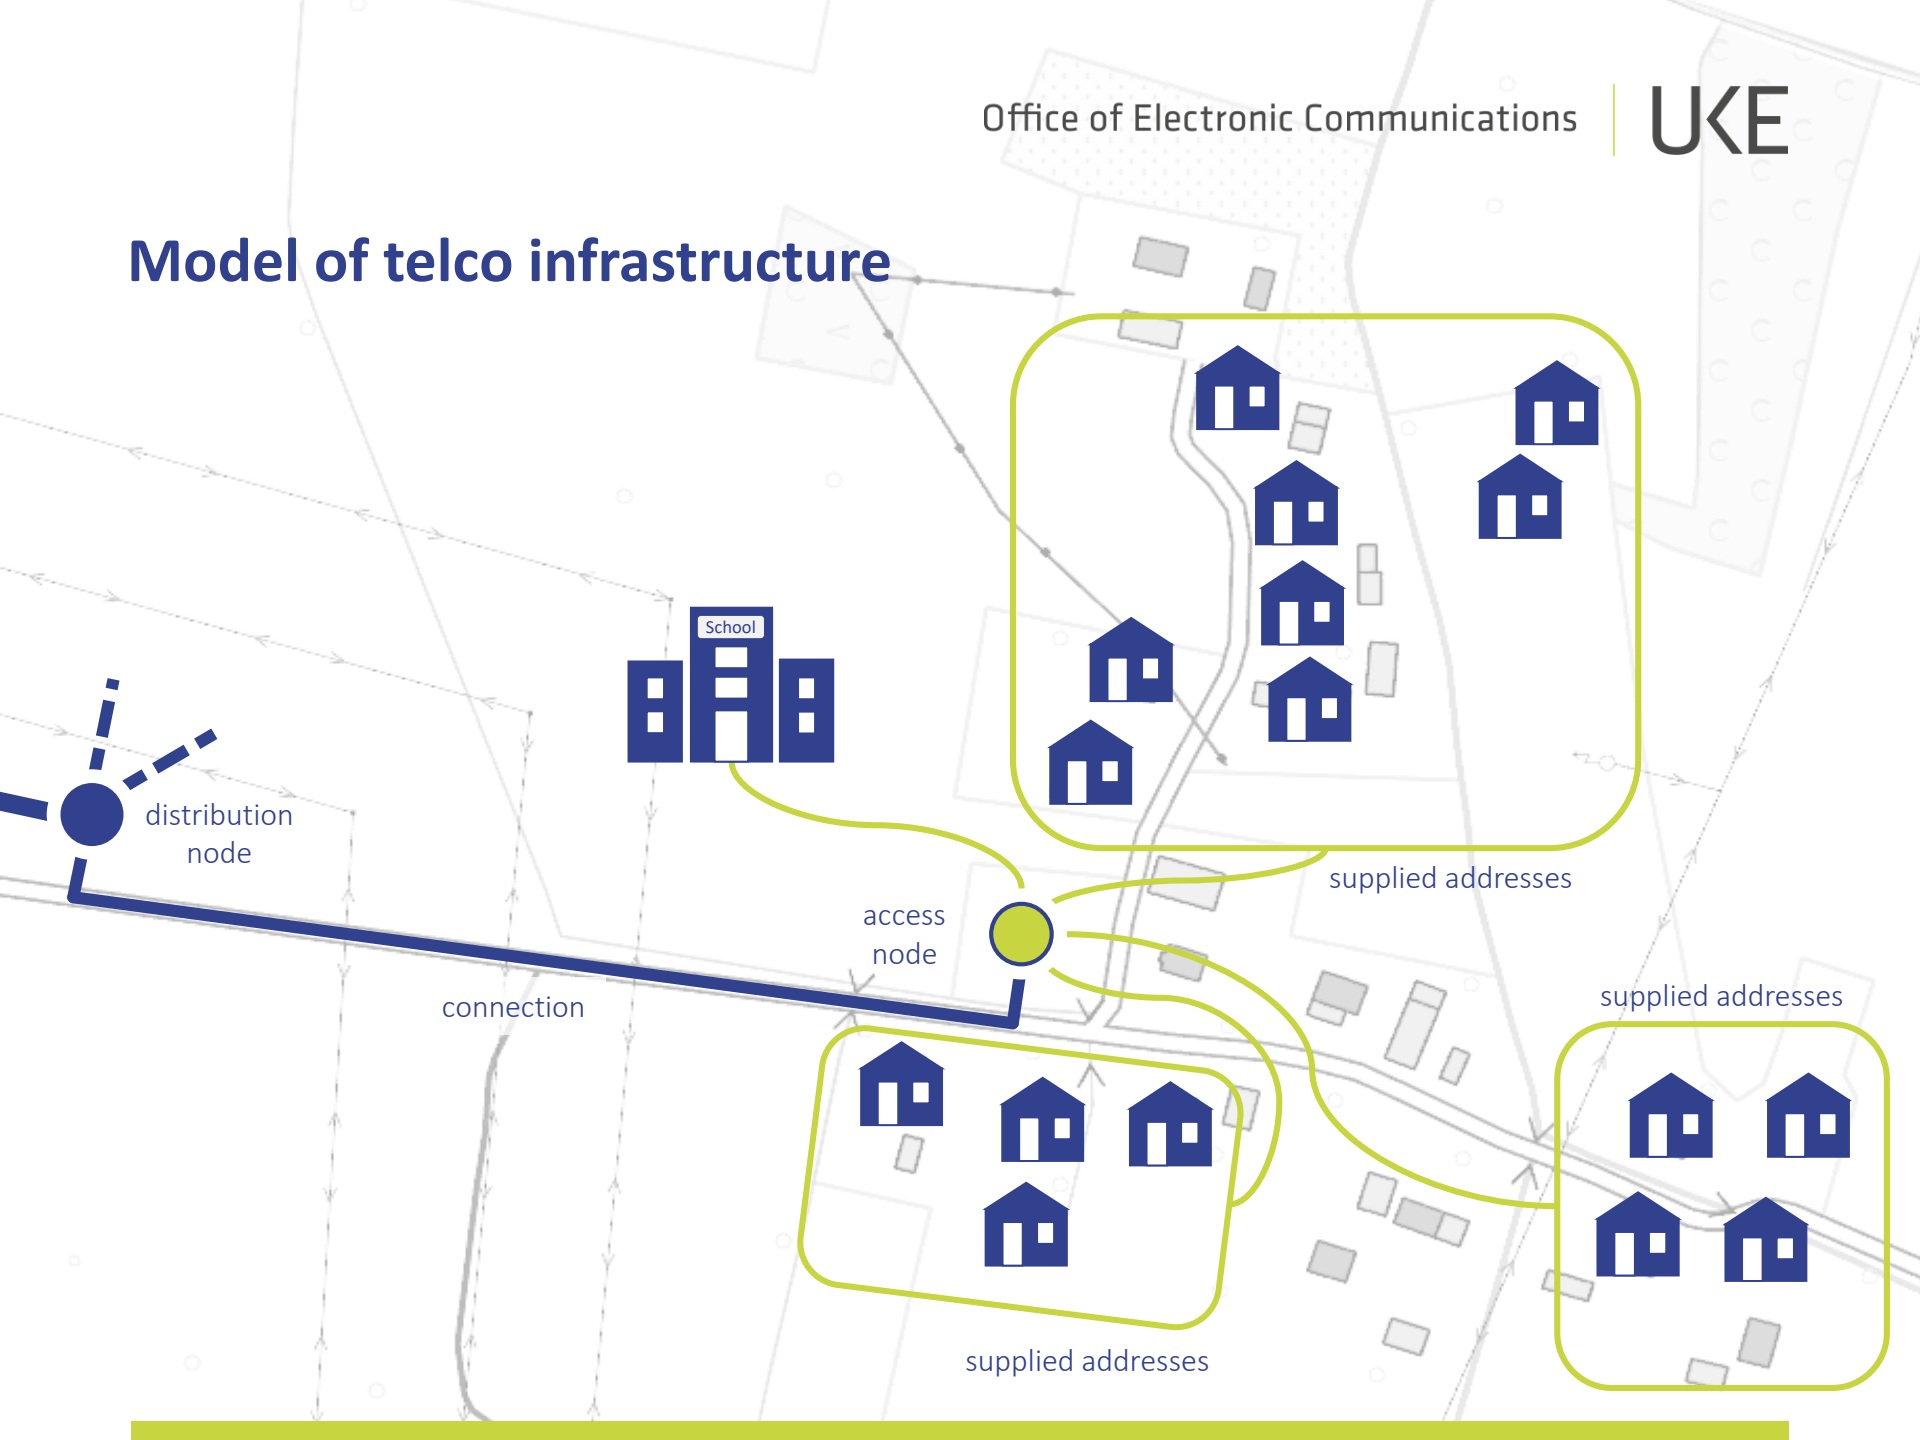 Office of Electronic Communications
UKE
Model of telco infrastructure
School
distribution
node
supplied addresses
access
node
connection
supplied addresses
supplied addresses